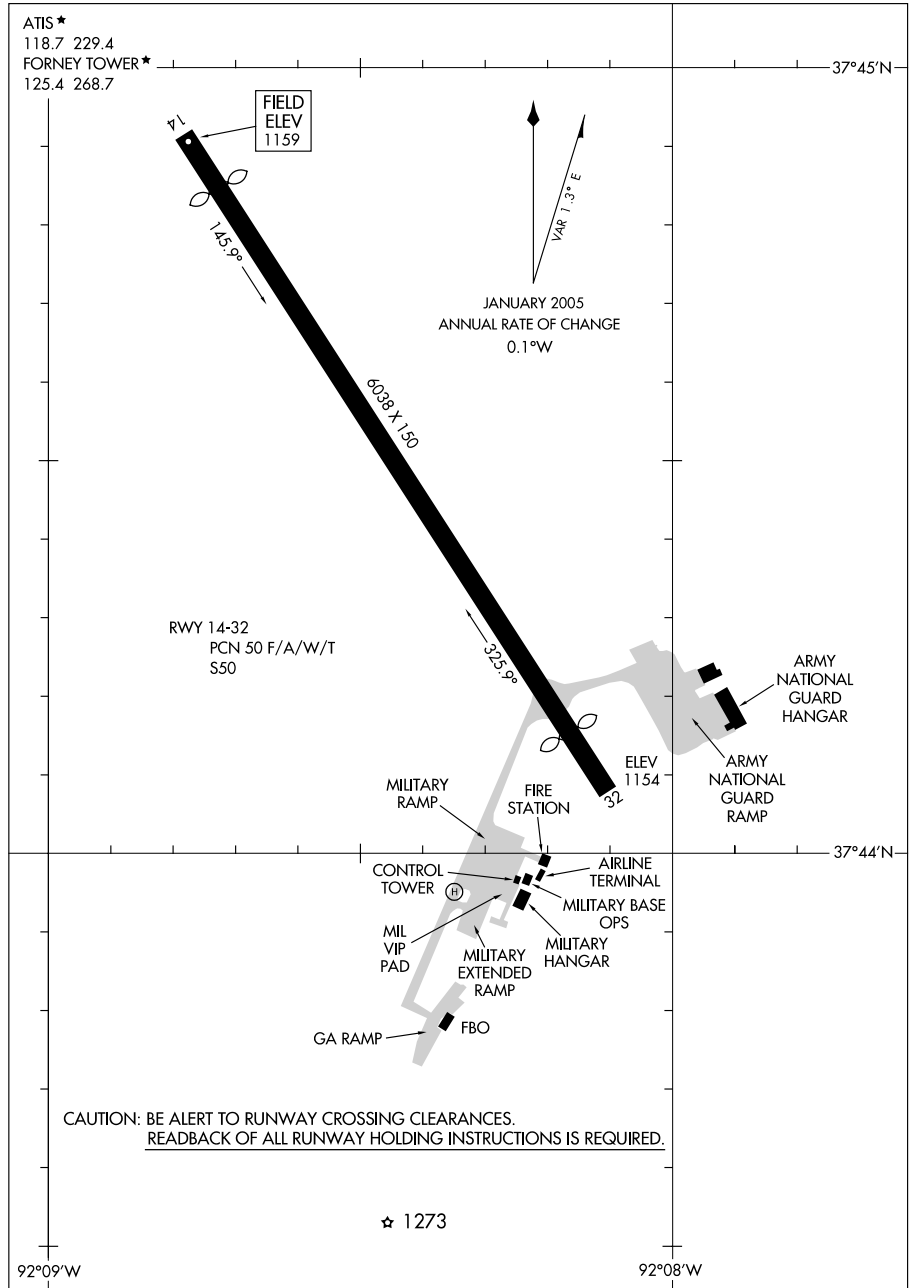 ATIS ★
118.7 229.4
FORNEY TOWER ★
125.4 268.7
37°45'N
FIELD
ELEV
1159
14
VAR 1.3° E
145.9°
JANUARY 2005
ANNUAL RATE OF CHANGE
0.1°W
6038 X 150
RWY 14-32
PCN 50 F/A/W/T
S50
325.9°
ARMY
NATIONAL
GUARD
HANGAR
ELEV
1154
32
ARMY
NATIONAL
GUARD
RAMP
MILITARY
RAMP
FIRE
STATION
37°44'N
CONTROL
TOWER
H
AIRLINE
TERMINAL
MILITARY BASE
OPS
MIL
VIP
PAD
MILITARY
EXTENDED
RAMP
MILITARY
HANGAR
GA RAMP
FBO
CAUTION: BE ALERT TO RUNWAY CROSSING CLEARANCES.
READBACK OF ALL RUNWAY HOLDING INSTRUCTIONS IS REQUIRED.
☆ 1273
92°09'W
92°08'W